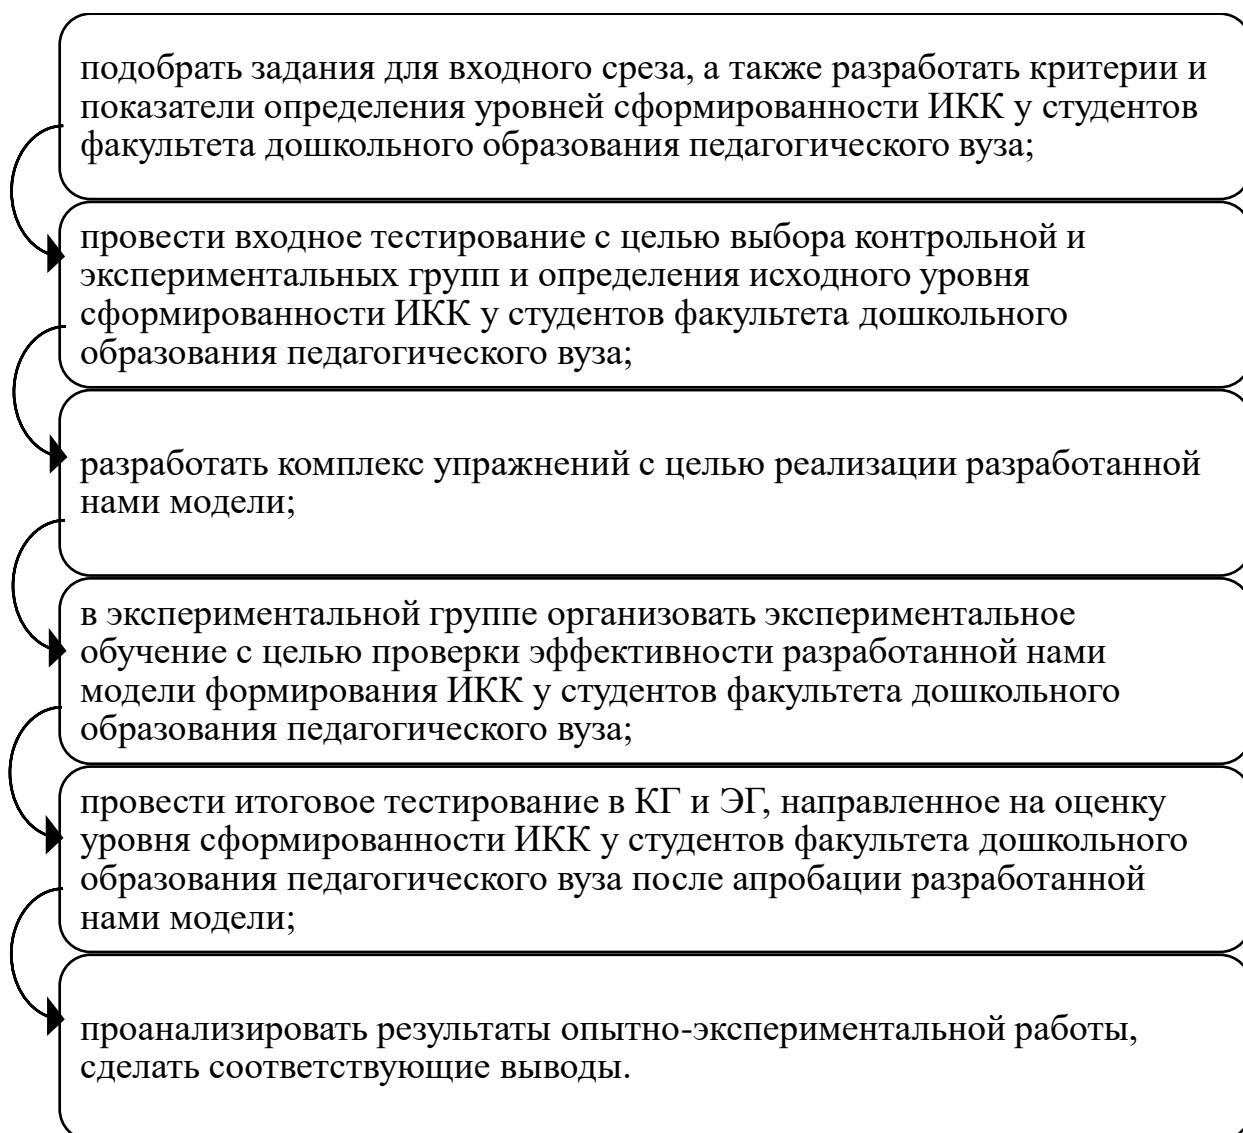 подобрать задания для входного среза, а также разработать критерии и
показатели определения уровней сформированности ИКК у студентов
факультета дошкольного образования педагогического вуза;
провести входное тестирование с целью выбора контрольной и
экспериментальных групп и определения исходного уровня
сформированности ИКК у студентов факультета дошкольного
образования педагогического вуза;
разработать комплекс упражнений с целью реализации разработанной
нами модели;
в экспериментальной группе организовать экспериментальное
обучение с целью проверки эффективности разработанной нами
модели формирования ИКК у студентов факультета дошкольного
образования педагогического вуза;
провести итоговое тестирование в КГ и ЭГ, направленное на оценку
уровня сформированности ИКК у студентов факультета дошкольного
образования педагогического вуза после апробации разработанной
нами модели;
проанализировать результаты опытно-экспериментальной работы,
сделать соответствующие выводы.